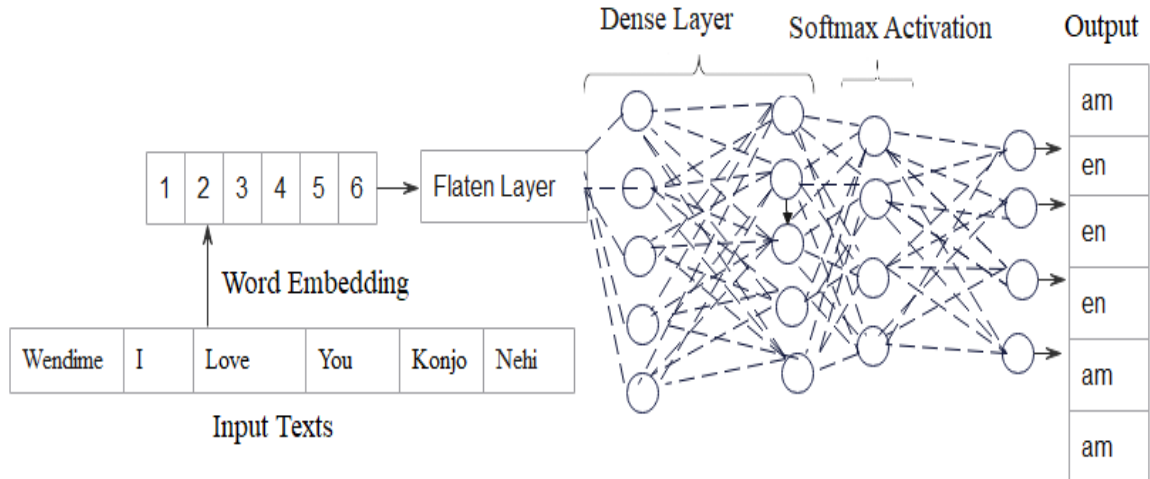 Dense Layer
Softmax Activation
Output
1 2 3 4 5 6
Flaten Layer
Word Embedding
Wendime I Love You Konjo Nehi
Input Texts
am
en
en
en
am
am